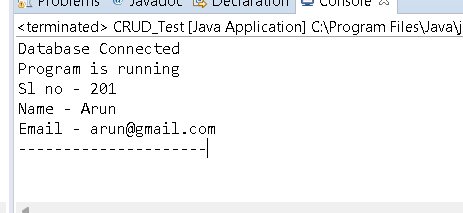 Problems @ Javadoc Declaration Console
<terminated> CRUD_Test [Java Application] C:\Program Files\Java\j
Database Connected
Program is running
Sl no - 201
Name - Arun
Email - arun@gmail.com
---------------------